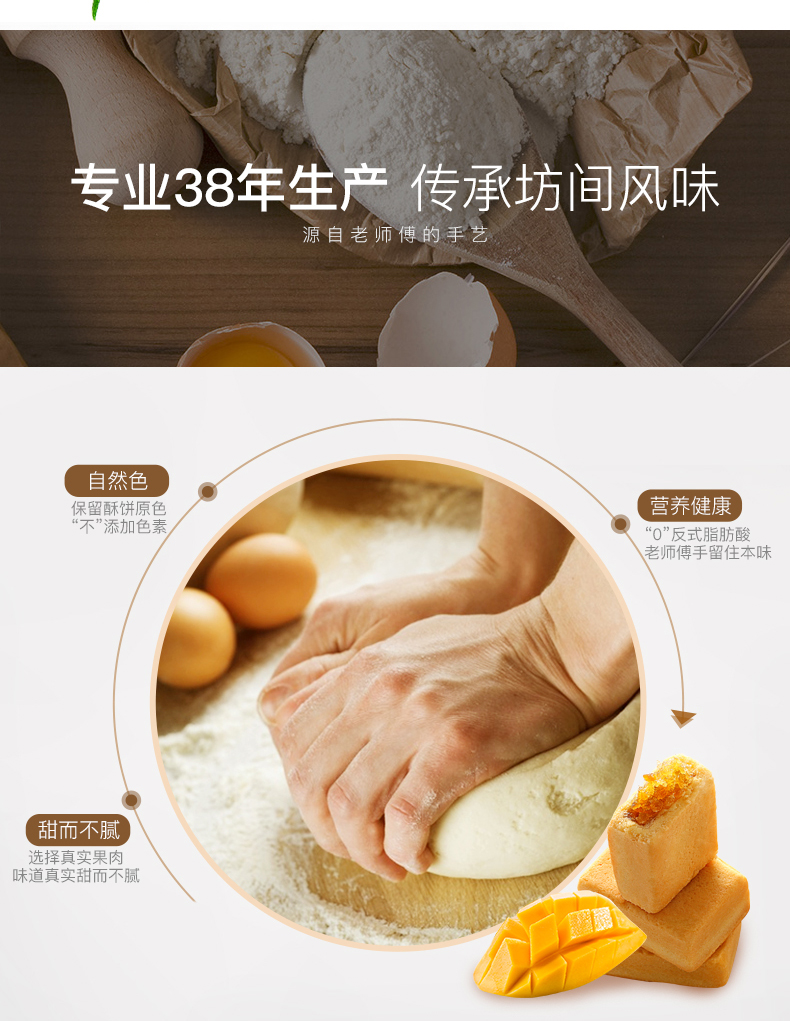 专业38年生产 传承坊间风味
源自老师傅的手艺
自然色
保留酥饼原色
“不”添加色素
营养健康
“0”反式脂肪酸
老师傅手留住本味
甜而不腻
选择真实果肉
味道真实甜而不腻